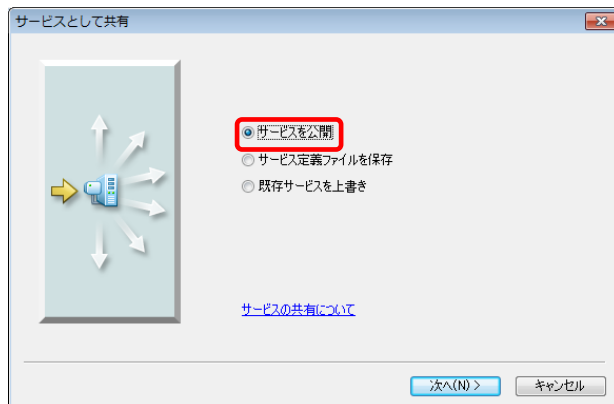 サービスとして共有
サービスを公開
サービス定義ファイルを保存
既存サービスを上書き
サービスの共有について
次へ(N) >
キャンセル